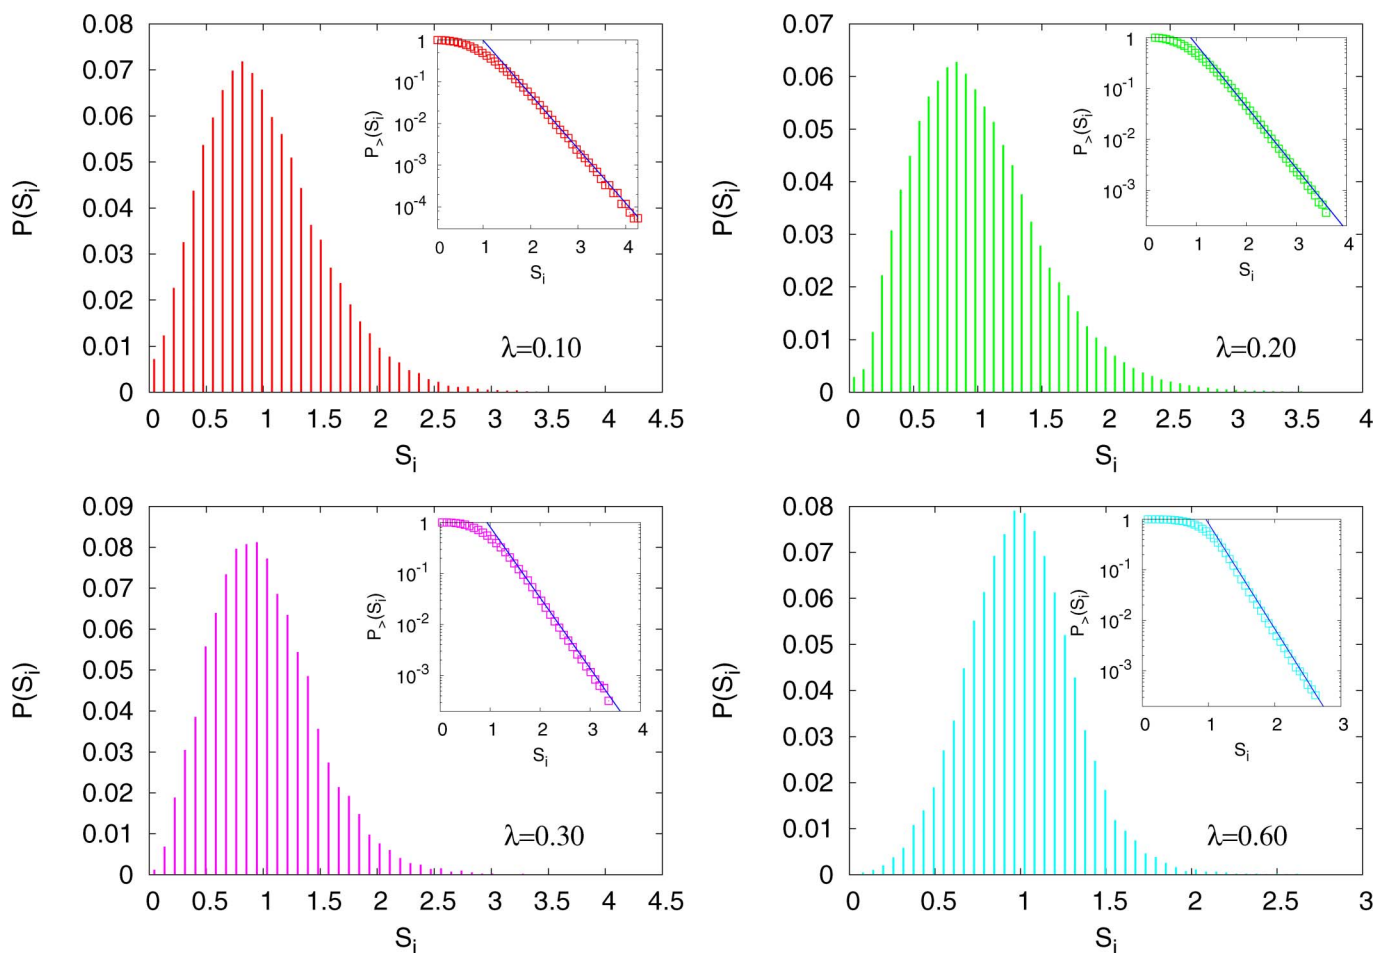 0.08
0.07
0.06
0.05
0.04
0.03
0.02
0.01
0
P(S_i)
0 0.5 1 1.5 2 2.5 3 3.5 4 4.5
S_i
λ=0.10
1
10^-1
10^-2
10^-3
10^-4
P_>(S_i)
0 1 2 3 4
S_i
0.07
0.06
0.05
0.04
0.03
0.02
0.01
0
P(S_i)
0 0.5 1 1.5 2 2.5 3 3.5 4
S_i
λ=0.20
1
10^-1
10^-2
10^-3
P_>(S_i)
0 1 2 3 4
S_i
0.09
0.08
0.07
0.06
0.05
0.04
0.03
0.02
0.01
0
P(S_i)
0 0.5 1 1.5 2 2.5 3 3.5 4 4.5
S_i
λ=0.30
1
10^-1
10^-2
10^-3
P_>(S_i)
0 1 2 3 4
S_i
0.08
0.07
0.06
0.05
0.04
0.03
0.02
0.01
0
P(S_i)
0 0.5 1 1.5 2 2.5 3
S_i
λ=0.60
1
10^-1
10^-2
10^-3
P_>(S_i)
0 1 2 3
S_i